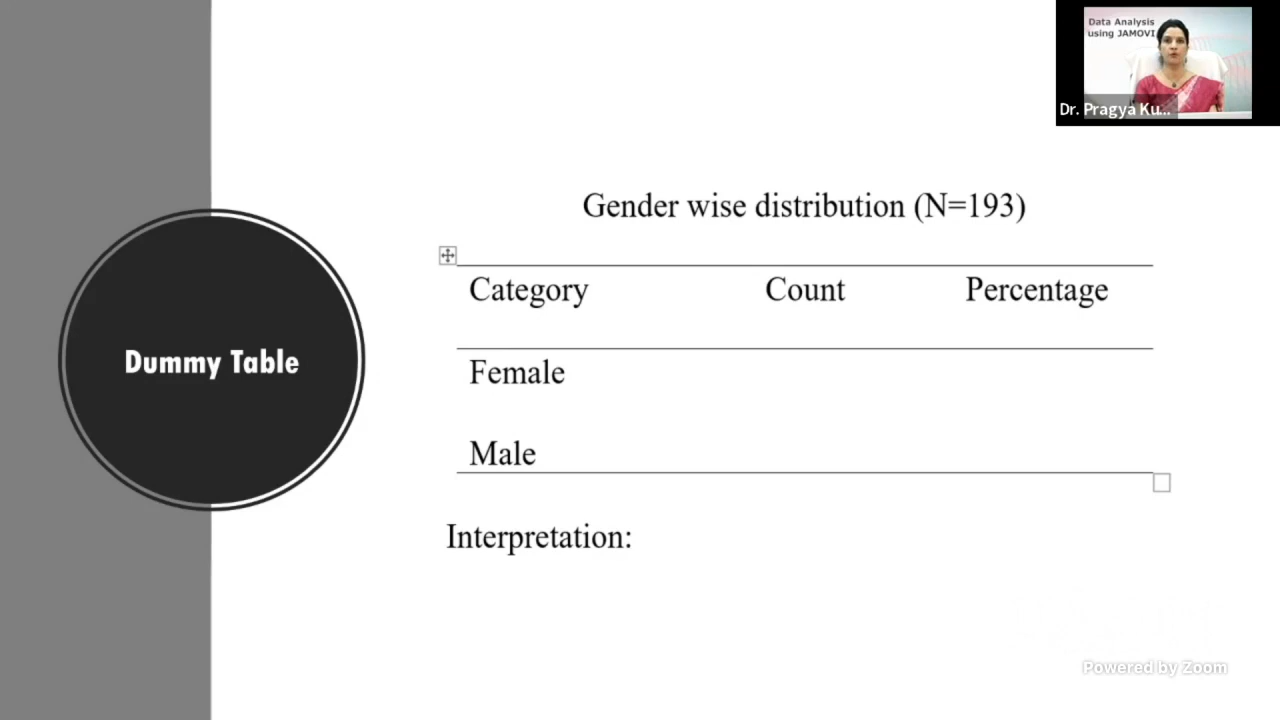 Data Analysis
using JAMOVI
Dr. Pragya Ku...
Gender wise distribution (N=193)
Category Count Percentage
Dummy Table
Female
Male
Interpretation:
Powered by Zoom